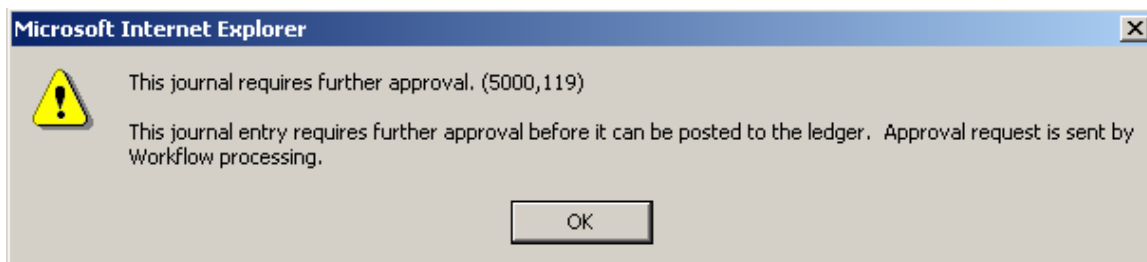 Microsoft Internet Explorer
This journal requires further approval. (5000,119)
This journal entry requires further approval before it can be posted to the ledger.  Approval request is sent by
Workflow processing.
OK